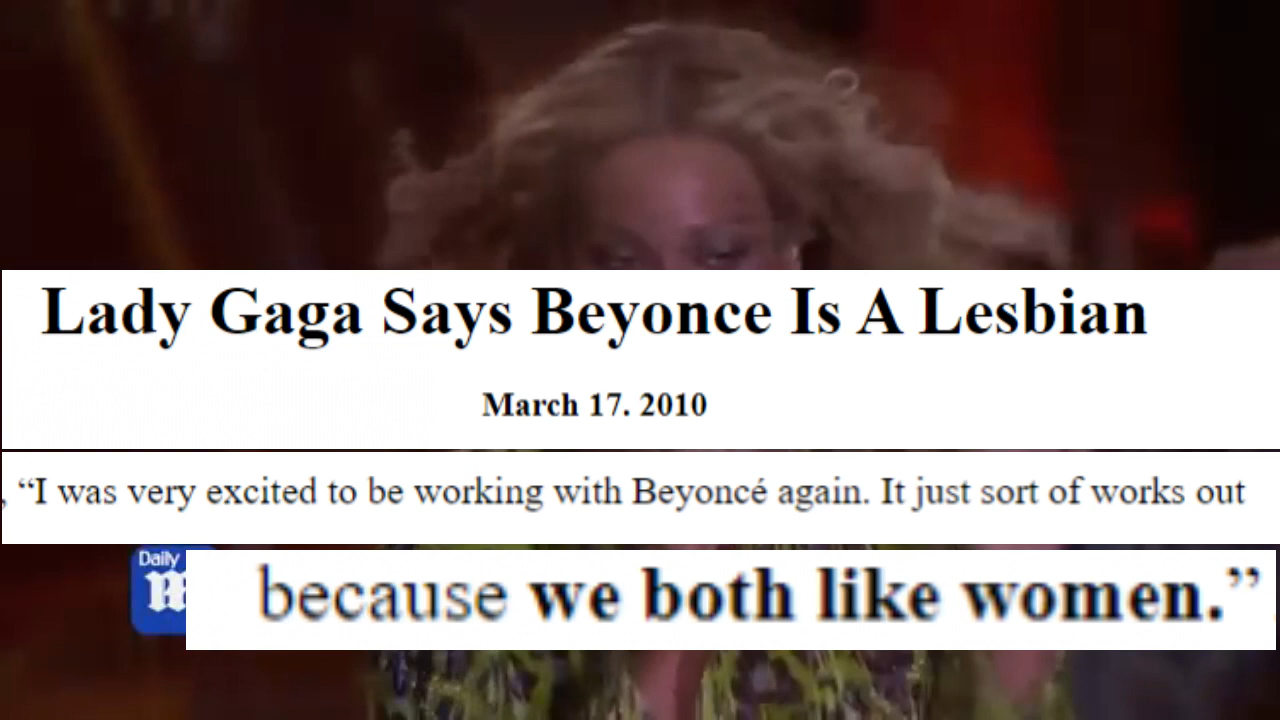 Lady Gaga Says Beyonce Is A Lesbian
March 17. 2010
, “I was very excited to be working with Beyoncé again. It just sort of works out
Daily
because we both like women.”